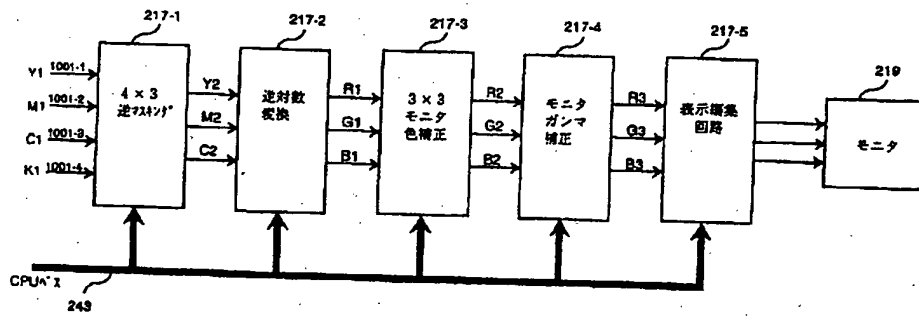 217-1
217-2
217-3
217-4
217-5
219
Y1 1001-1
M1 1001-2
C1 1001-3
K1 1001-4
4×3
逆マスキング
Y2
M2
C2
逆対数
変換
R1
G1
B1
3×3
モニタ
色補正
R2
G2
B2
モニタ
ガンマ
補正
R3
G3
B3
表示編集
回路
モニタ
CPUバス
243